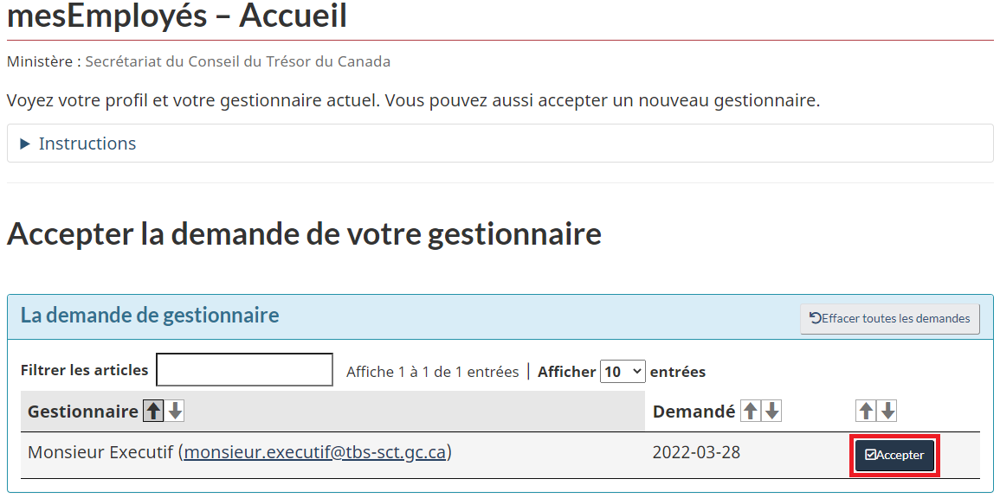 mesEmployés – Accueil
Ministère : Secrétariat du Conseil du Trésor du Canada
Voyez votre profil et votre gestionnaire actuel. Vous pouvez aussi accepter un nouveau gestionnaire.
Instructions
Accepter la demande de votre gestionnaire
La demande de gestionnaire Effacer toutes les demandes
Filtrer les articles Affiche 1 à 1 de 1 entrées | Afficher 10 entrées
Gestionnaire Demandé
Monsieur Executif (monsieur.executif@tbs-sct.gc.ca) 2022-03-28 Accepter